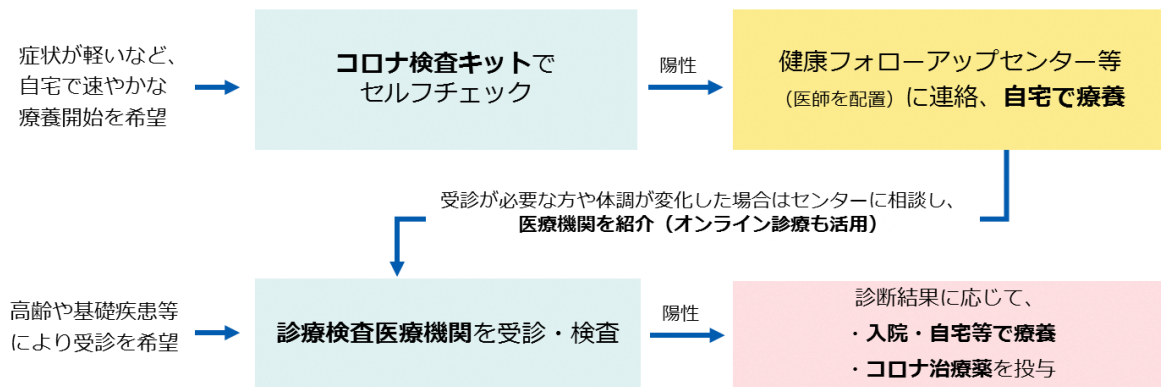 症状が軽いなど、
自宅で速やかな
療養開始を希望
コロナ検査キットで
セルフチェック
陽性
健康フォローアップセンター等
（医師を配置）に連絡、自宅で療養
受診が必要な方や体調が変化した場合はセンターに相談し、
医療機関を紹介（オンライン診療も活用）
高齢や基礎疾患等
により受診を希望
診療検査医療機関を受診・検査
陽性
診断結果に応じて、
・入院・自宅等で療養
・コロナ治療薬を投与